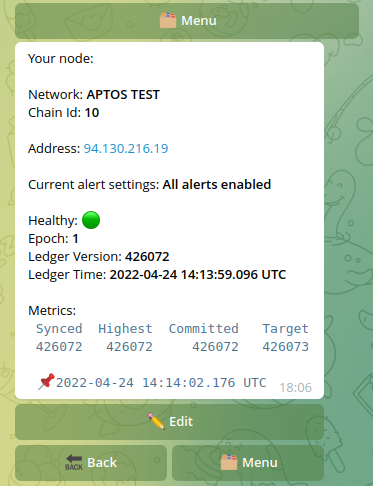 Menu
Your node:
Network: APTOS TEST
Chain Id: 10
Address: 94.130.216.19
Current alert settings: All alerts enabled
Healthy:
Epoch: 1
Ledger Version: 426072
Ledger Time: 2022-04-24 14:13:59.096 UTC
Metrics:
Synced Highest Committed Target
426072 426072 426072 426073
2022-04-24 14:14:02.176 UTC 18:06
Edit
BACK Back Menu